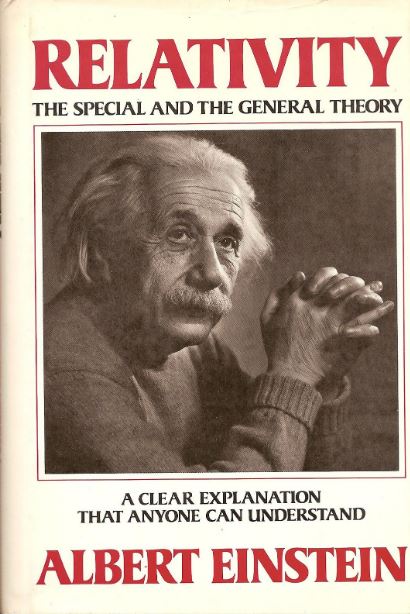 RELATIVITY
THE SPECIAL AND THE GENERAL THEORY
A CLEAR EXPLANATION
THAT ANYONE CAN UNDERSTAND
ALBERT EINSTEIN